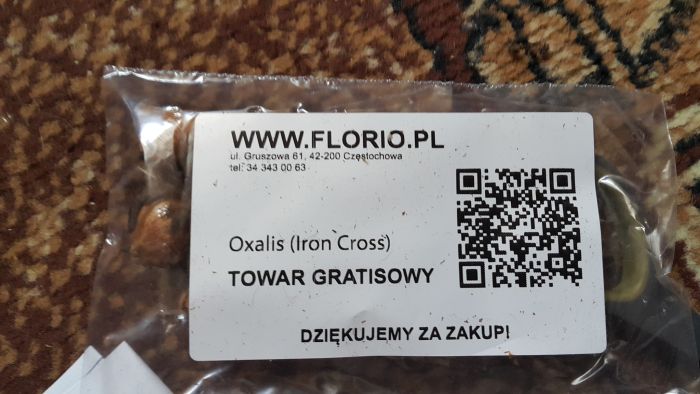 WWW.FLORIO.PL
ul. Gruszowa 61, 42-200 Częstochowa
tel: 34 343 00 63
Oxalis (Iron Cross)
TOWAR GRATISOWY
DZIĘKUJEMY ZA ZAKUP!